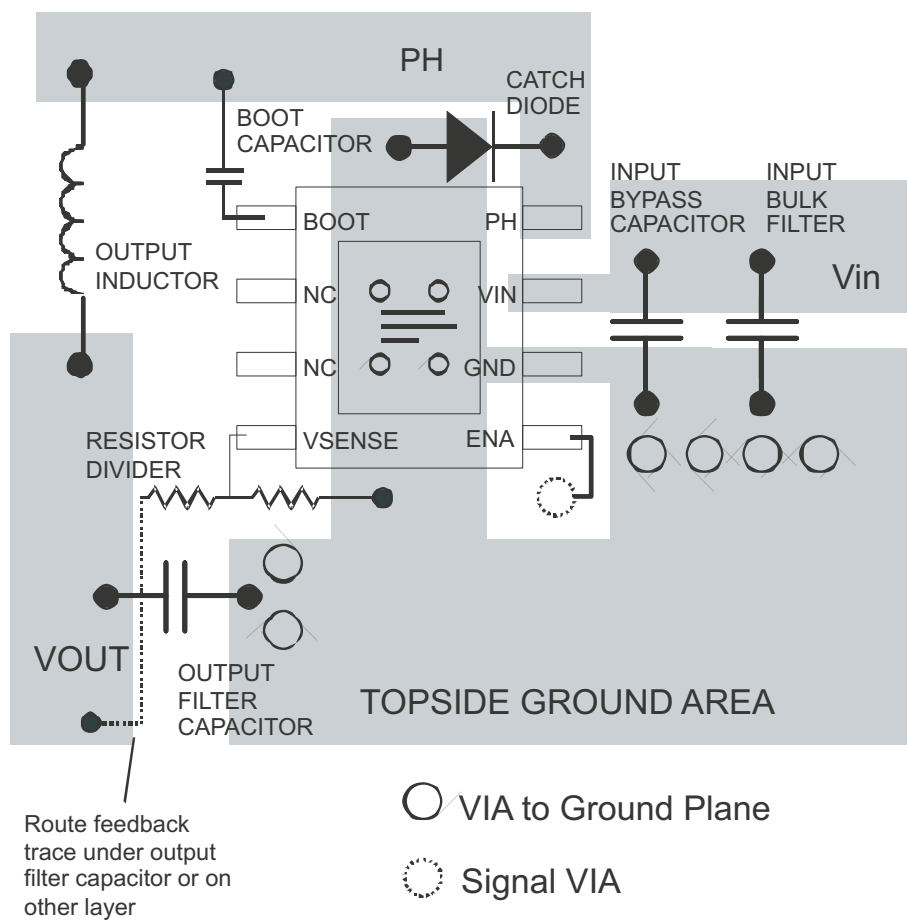 PH
CATCH
DIODE
BOOT
CAPACITOR
INPUT
BYPASS
CAPACITOR
INPUT
BULK
FILTER
BOOT
PH
OUTPUT
INDUCTOR
NC
VIN
Vin
NC
GND
RESISTOR
DIVIDER
VSENSE
ENA
VOUT
OUTPUT
FILTER
CAPACITOR
TOPSIDE GROUND AREA
VIA to Ground Plane
Route feedback
trace under output
filter capacitor or on
other layer
Signal VIA